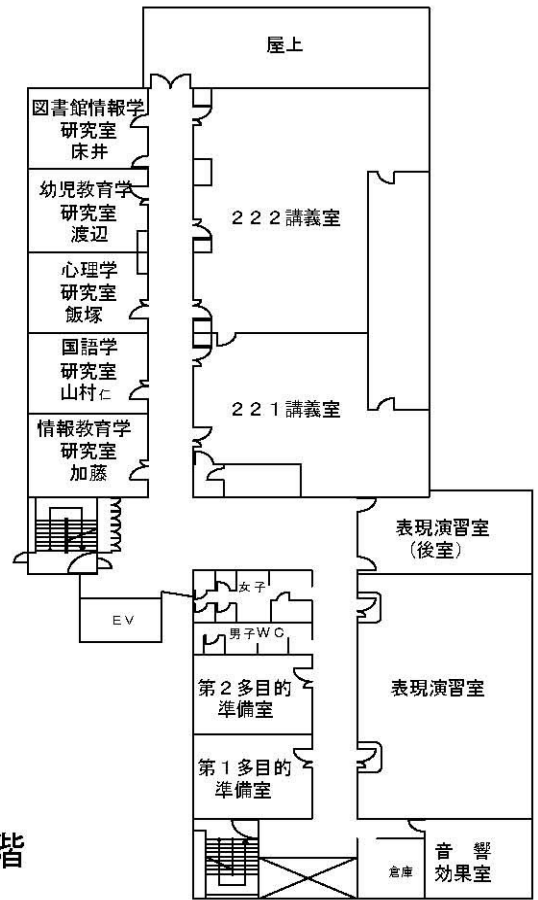 屋上
図書館情報学
研究室
床井
幼児教育学
研究室
渡辺
２２２講義室
心理学
研究室
飯塚
国語学
研究室
山村仁
２２１講義室
情報教育学
研究室
加藤
表現演習室
（後室）
女子
ＥＶ
男子ＷＣ
第２多目的
準備室
表現演習室
第１多目的
準備室
階
倉庫
音響
効果室